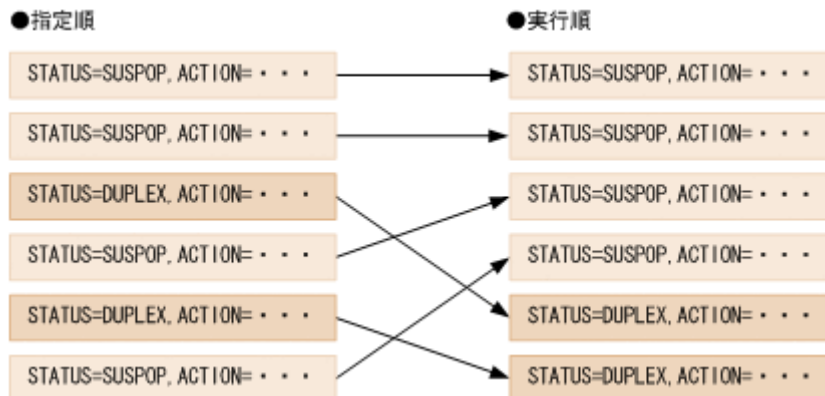 ●指定順
STATUS=SUSPOP, ACTION=・・・
STATUS=SUSPOP, ACTION=・・・
STATUS=DUPLEX, ACTION=・・・
STATUS=SUSPOP, ACTION=・・・
STATUS=DUPLEX, ACTION=・・・
STATUS=SUSPOP, ACTION=・・・
●実行順
STATUS=SUSPOP, ACTION=・・・
STATUS=SUSPOP, ACTION=・・・
STATUS=SUSPOP, ACTION=・・・
STATUS=SUSPOP, ACTION=・・・
STATUS=DUPLEX, ACTION=・・・
STATUS=DUPLEX, ACTION=・・・